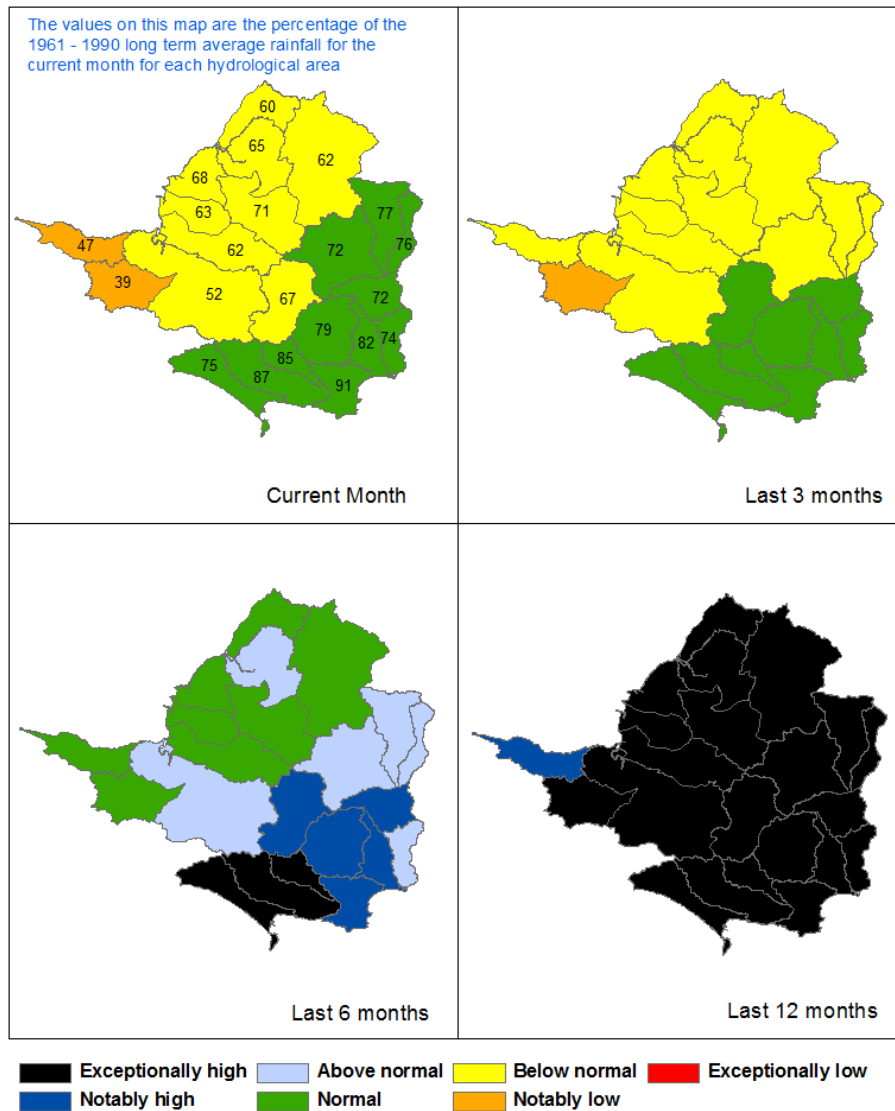 The values on this map are the percentage of the
1961 - 1990 long term average rainfall for the
current month for each hydrological area
60
65
62
68
71
63
77
47
62
72
76
39
52
67
72
79
82
74
75
85
87
91
Current Month
Last 3 months
Last 6 months
Last 12 months
Exceptionally high
Above normal
Below normal
Exceptionally low
Notably high
Normal
Notably low